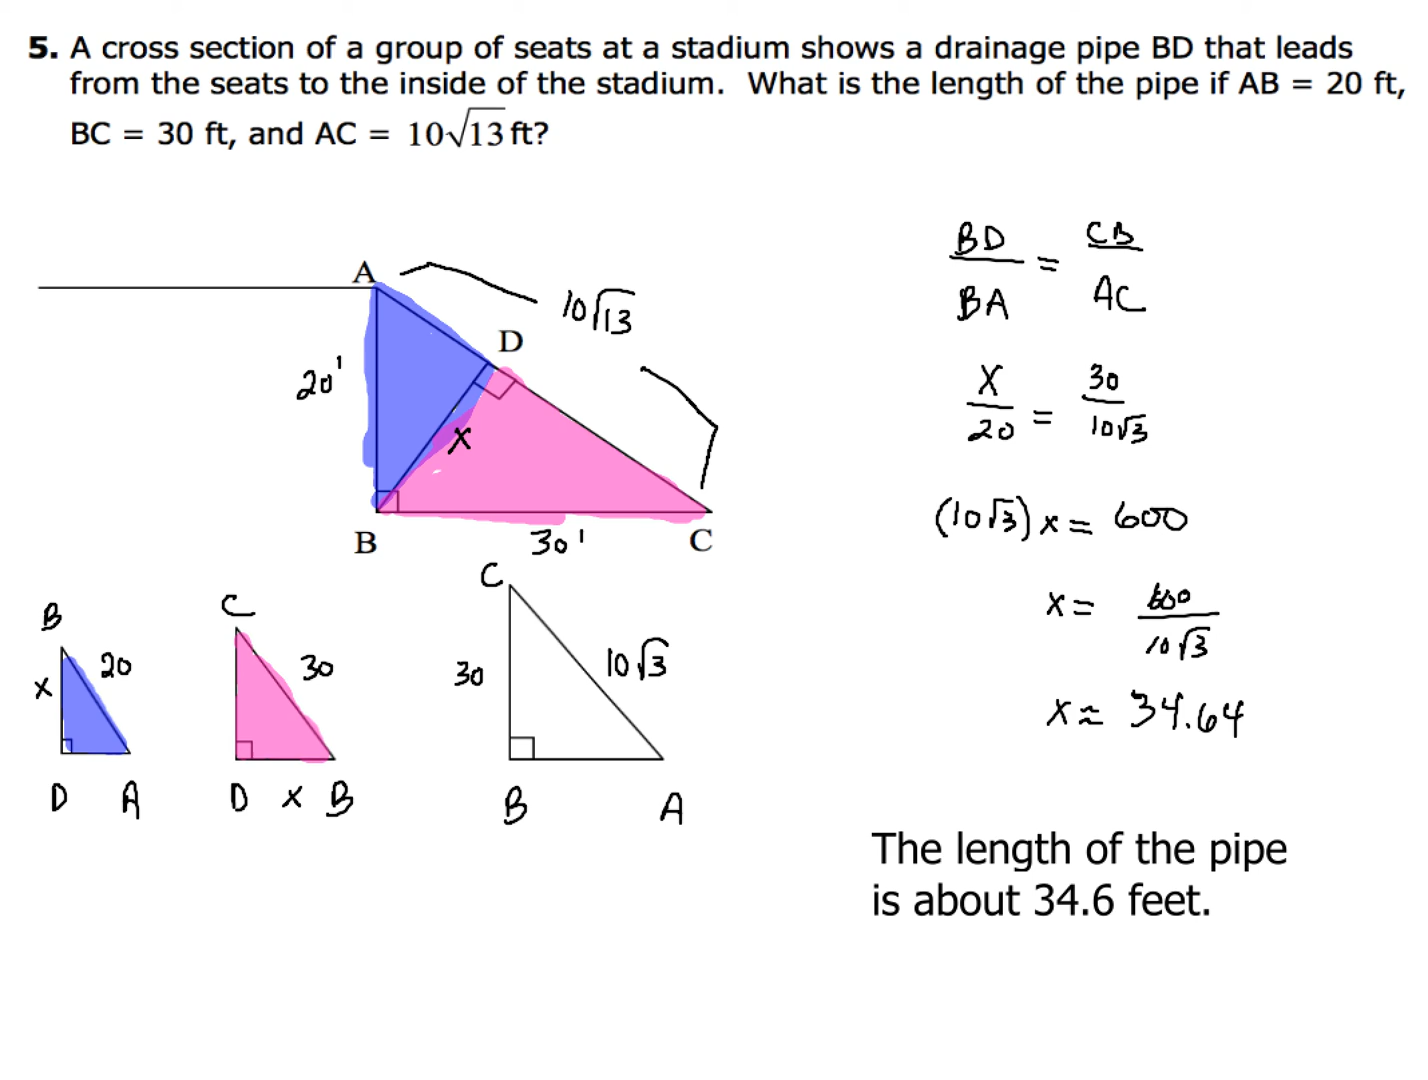 5. A cross section of a group of seats at a stadium shows a drainage pipe BD that leads
from the seats to the inside of the stadium.  What is the length of the pipe if AB = 20 ft,
BC = 30 ft, and AC = 10√13 ft?
A
10√13
D
20'
x
B
30'
C
BD/BA = CB/AC
x/20 = 30/10√3
(10√3) x = 600
x = 600/10√3
x ≈ 34.64
B
x
20
D A
C
30
D x B
C
30
10√3
B A
The length of the pipe
is about 34.6 feet.